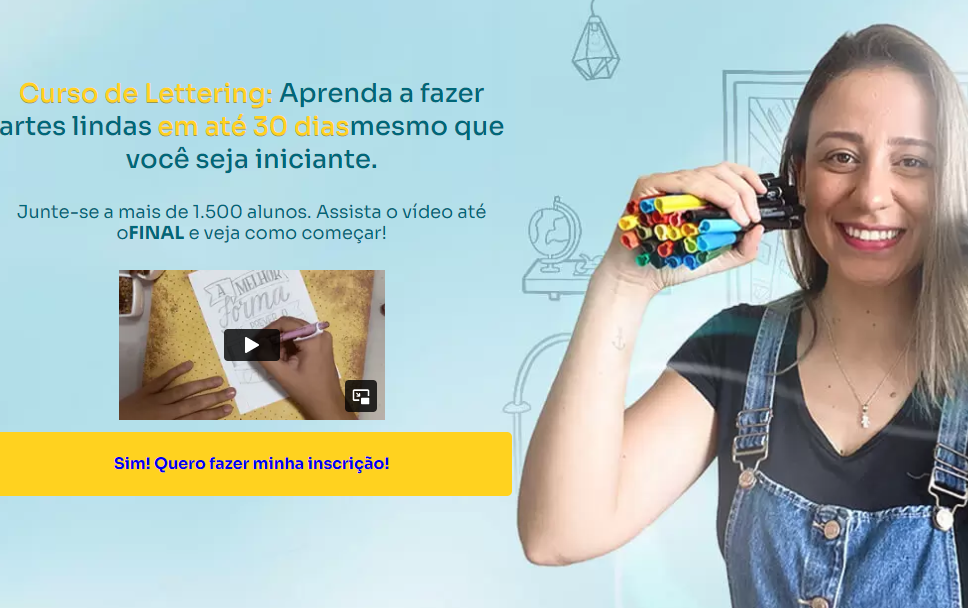 Curso de Lettering: Aprenda a fazer
artes lindas em até 30 diasmesmo que
você seja iniciante.
Junte-se a mais de 1.500 alunos. Assista o vídeo até
oFINAL e veja como começar!
A MELHOR
forma
Sim! Quero fazer minha inscrição!